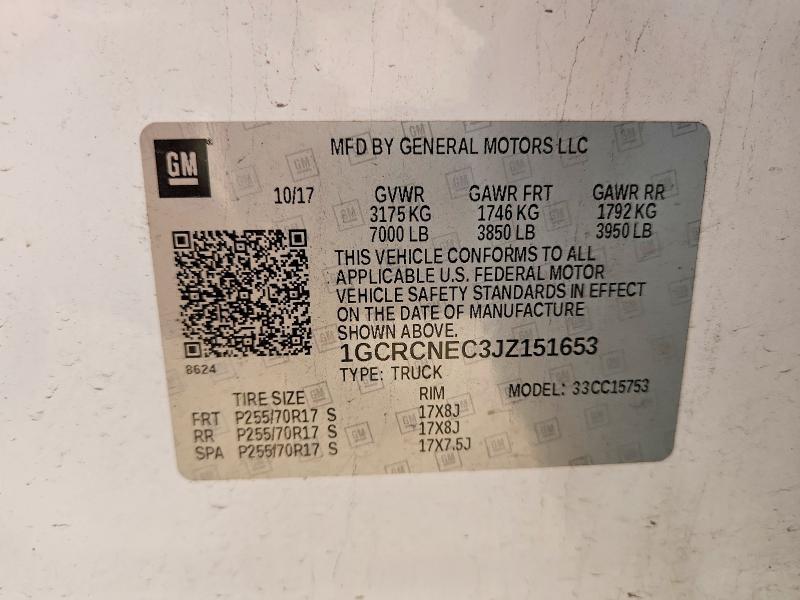 GM
MFD BY GENERAL MOTORS LLC
10/17 GVWR GAWR FRT GAWR RR
3175 KG 1746 KG 1792 KG
7000 LB 3850 LB 3950 LB
THIS VEHICLE CONFORMS TO ALL
APPLICABLE U.S. FEDERAL MOTOR
VEHICLE SAFETY STANDARDS IN EFFECT
ON THE DATE OF MANUFACTURE
SHOWN ABOVE.
8624
1GCRCNEC3JZ151653
TYPE: TRUCK
MODEL: 33CC15753
TIRE SIZE RIM
FRT P255/70R17 S 17X8J
RR P255/70R17 S 17X8J
SPA P255/70R17 S 17X7.5J